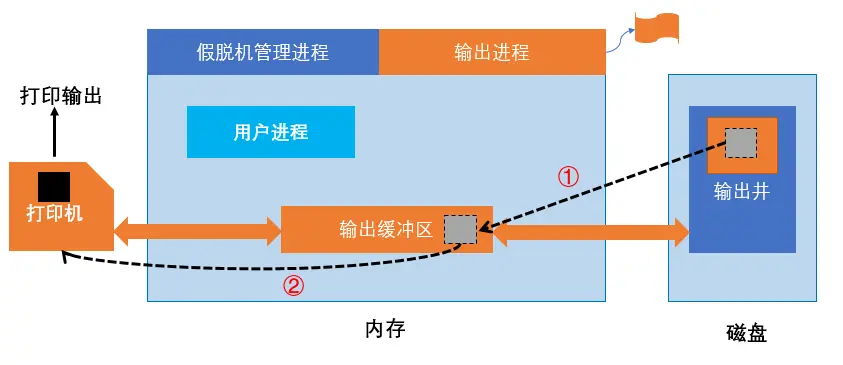 假脱机管理进程
输出进程
打印输出
用户进程
①
打印机
输出缓冲区
输出井
②
内存
磁盘